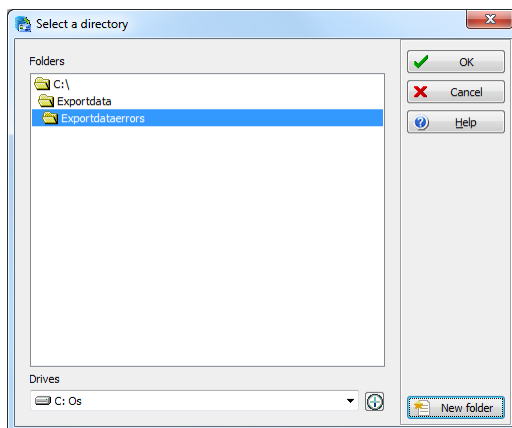 Select a directory
Folders
C:\
Exportdata
Exportdataerrors
OK
Cancel
Help
Drives
C: Os
New folder